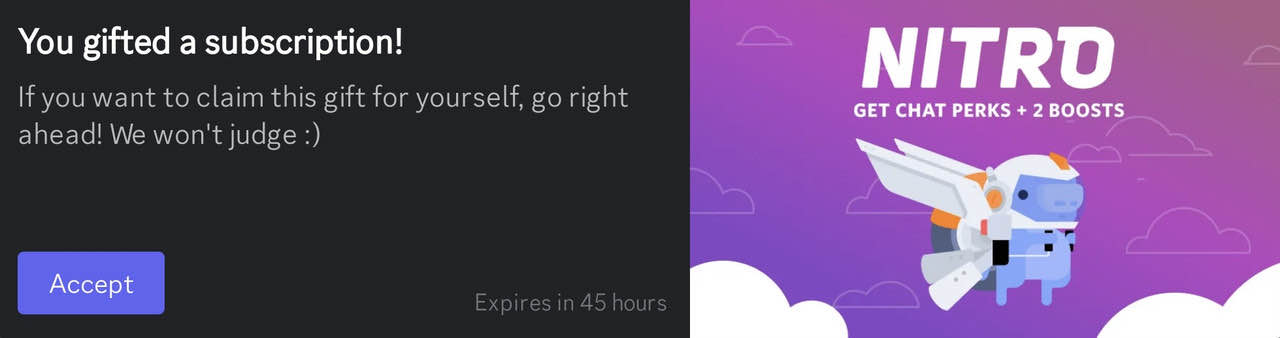 You gifted a subscription!
If you want to claim this gift for yourself, go right
ahead! We won't judge :)
Accept
Expires in 45 hours
NITRO
GET CHAT PERKS + 2 BOOSTS